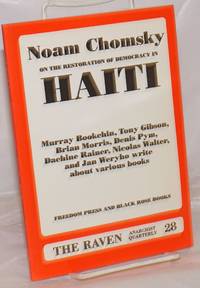 Noam Chomsky
ON THE RESTORATION OF DEMOCRACY IN
HAITI
Murray Bookchin, Tony Gibson,
Brian Morris, Denis Pym,
Dachine Rainer, Nicolas Walter,
and Jan Weryho write
about various books
FREEDOM PRESS AND BLACK ROSE BOOKS
THE RAVEN ANARCHIST QUARTERLY 28